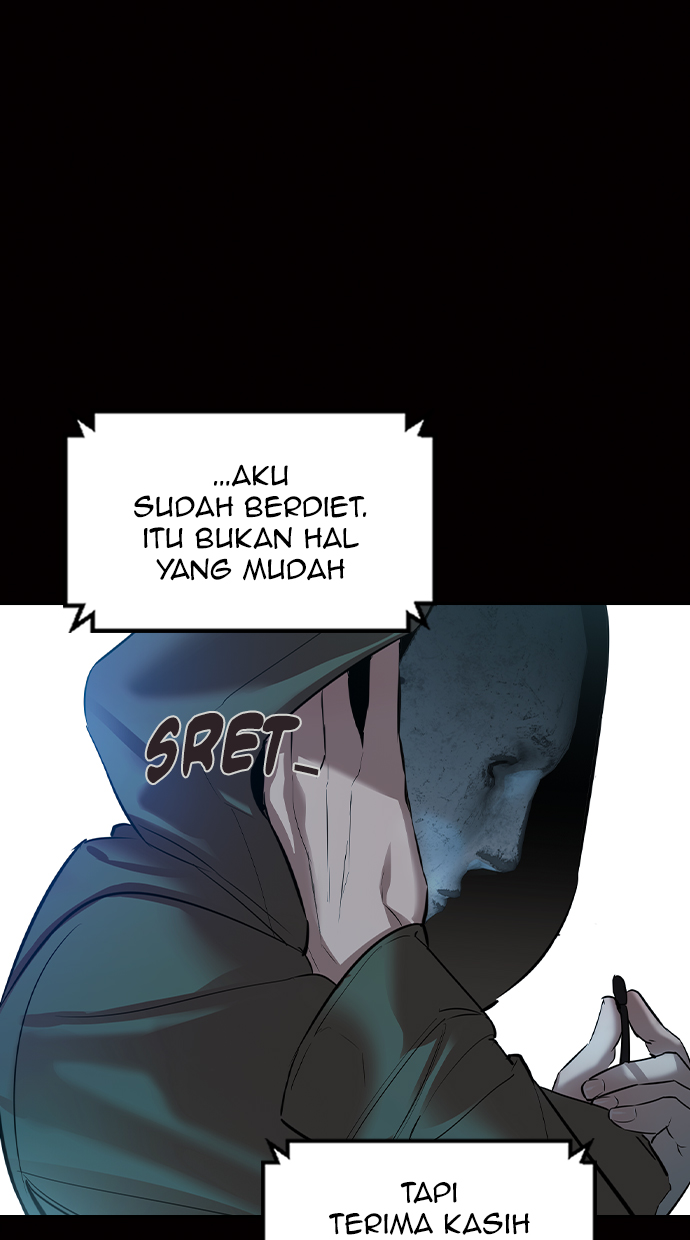 ...AKU
SUDAH BERDIET.
ITU BUKAN HAL
YANG MUDAH
SRET_
TAPI
TERIMA KASIH